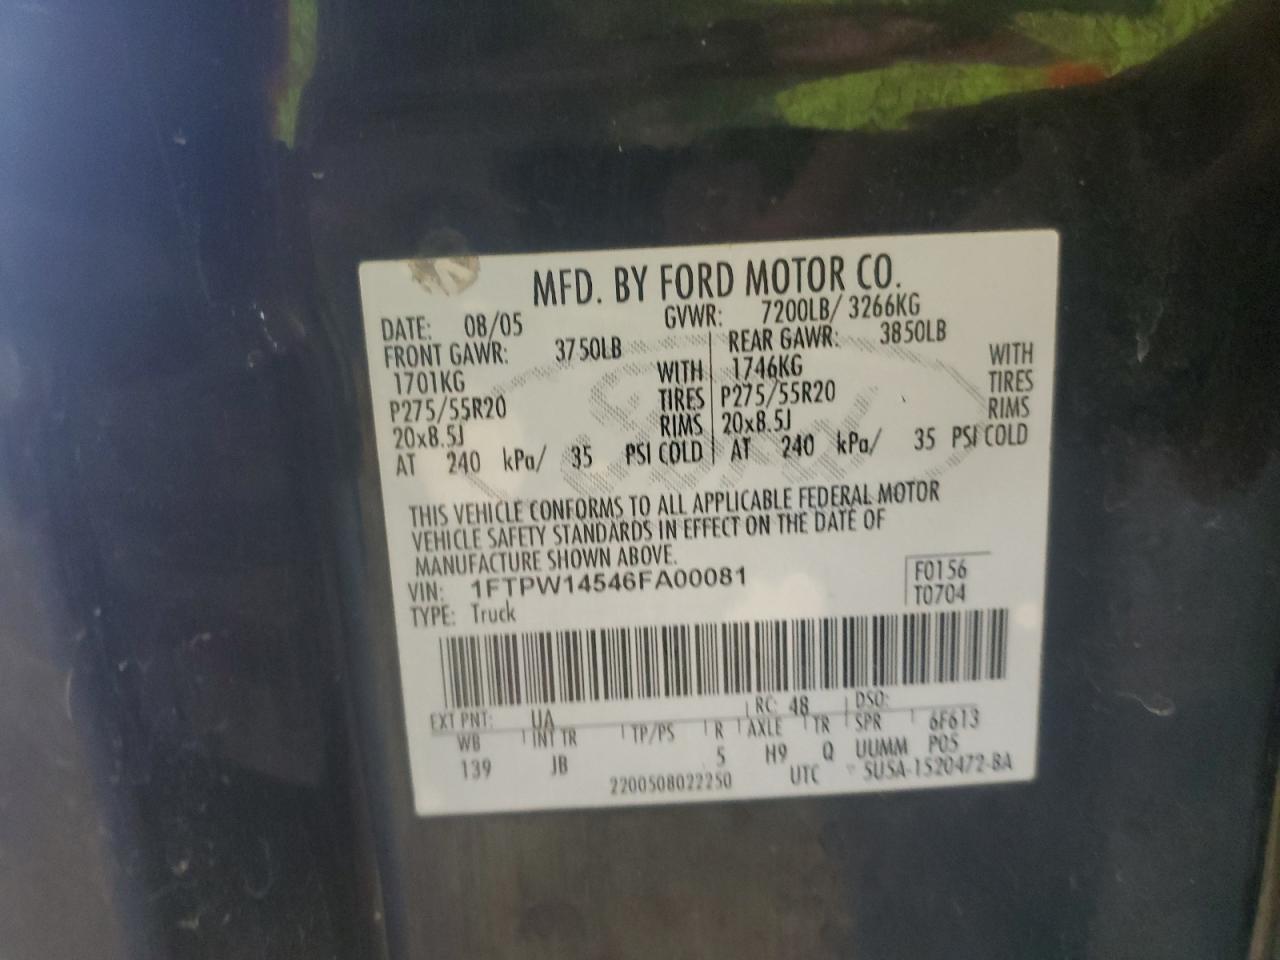 MFD. BY FORD MOTOR CO.
DATE: 08/05 GVWR: 7200LB/ 3266KG
FRONT GAWR: 3750LB REAR GAWR: 3850LB
1701KG WITH 1746KG WITH
P275/55R20 TIRES P275/55R20 TIRES
20x8.5J RIMS 20x8.5J RIMS
AT 240 kPa/ 35 PSI COLD AT 240 kPa/ 35 PSI COLD
THIS VEHICLE CONFORMS TO ALL APPLICABLE FEDERAL MOTOR
VEHICLE SAFETY STANDARDS IN EFFECT ON THE DATE OF
MANUFACTURE SHOWN ABOVE.
VIN: 1FTPW14546FA00081 F0156
TYPE: Truck T0704
EXT PNT: UA RC: 48 DSO:
WB INT TR TP/PS R AXLE TR SPR 6F613
139 JB 5 H9 Q UUMM POS
2200508022250 UTC 5U5A-1520472-BA